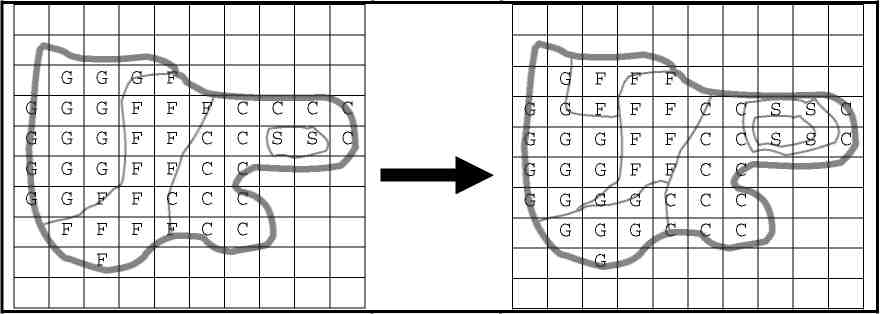 G G G F
G G G F F F C C C C
G G G F F C C S S C
G G G F F C C
G G F F C C C
F F F F C C
F
G F F F
G G F F F C C S S C
G G G F F C C S S C
G G G F F C C
G G G G C C C
G G G C C C
G